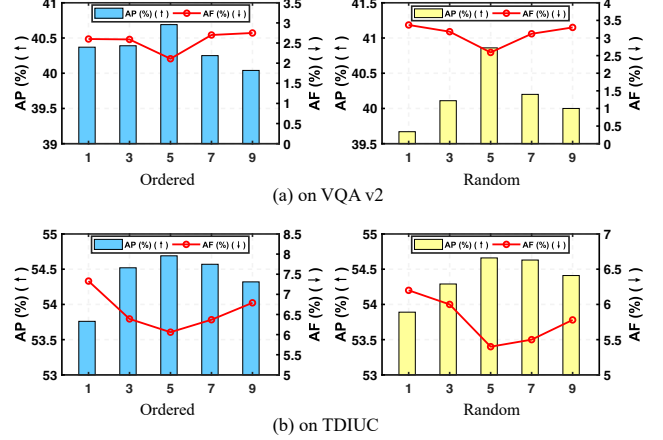 41
40.5
40
39.5
39
AP (%) (↑)
AP (%) (↑) AF (%) (↓)
3.5
3
2.5
2
1.5
1
0.5
0
AF (%) (↓)
1 3 5 7 9
Ordered
41.5
41
40.5
40
39.5
AP (%) (↑)
AP (%) (↑) AF (%) (↓)
4
3.5
3
2.5
2
1.5
1
0.5
0
AF (%) (↓)
1 3 5 7 9
Random
(a) on VQA v2
55
54.5
54
53.5
53
AP (%) (↑)
AP (%) (↑) AF (%) (↓)
8.5
8
7.5
7
6.5
6
5.5
5
AF (%) (↓)
1 3 5 7 9
Ordered
55
54.5
54
53.5
53
AP (%) (↑)
AP (%) (↑) AF (%) (↓)
7
6.5
6
5.5
5
AF (%) (↓)
1 3 5 7 9
Random
(b) on TDIUC